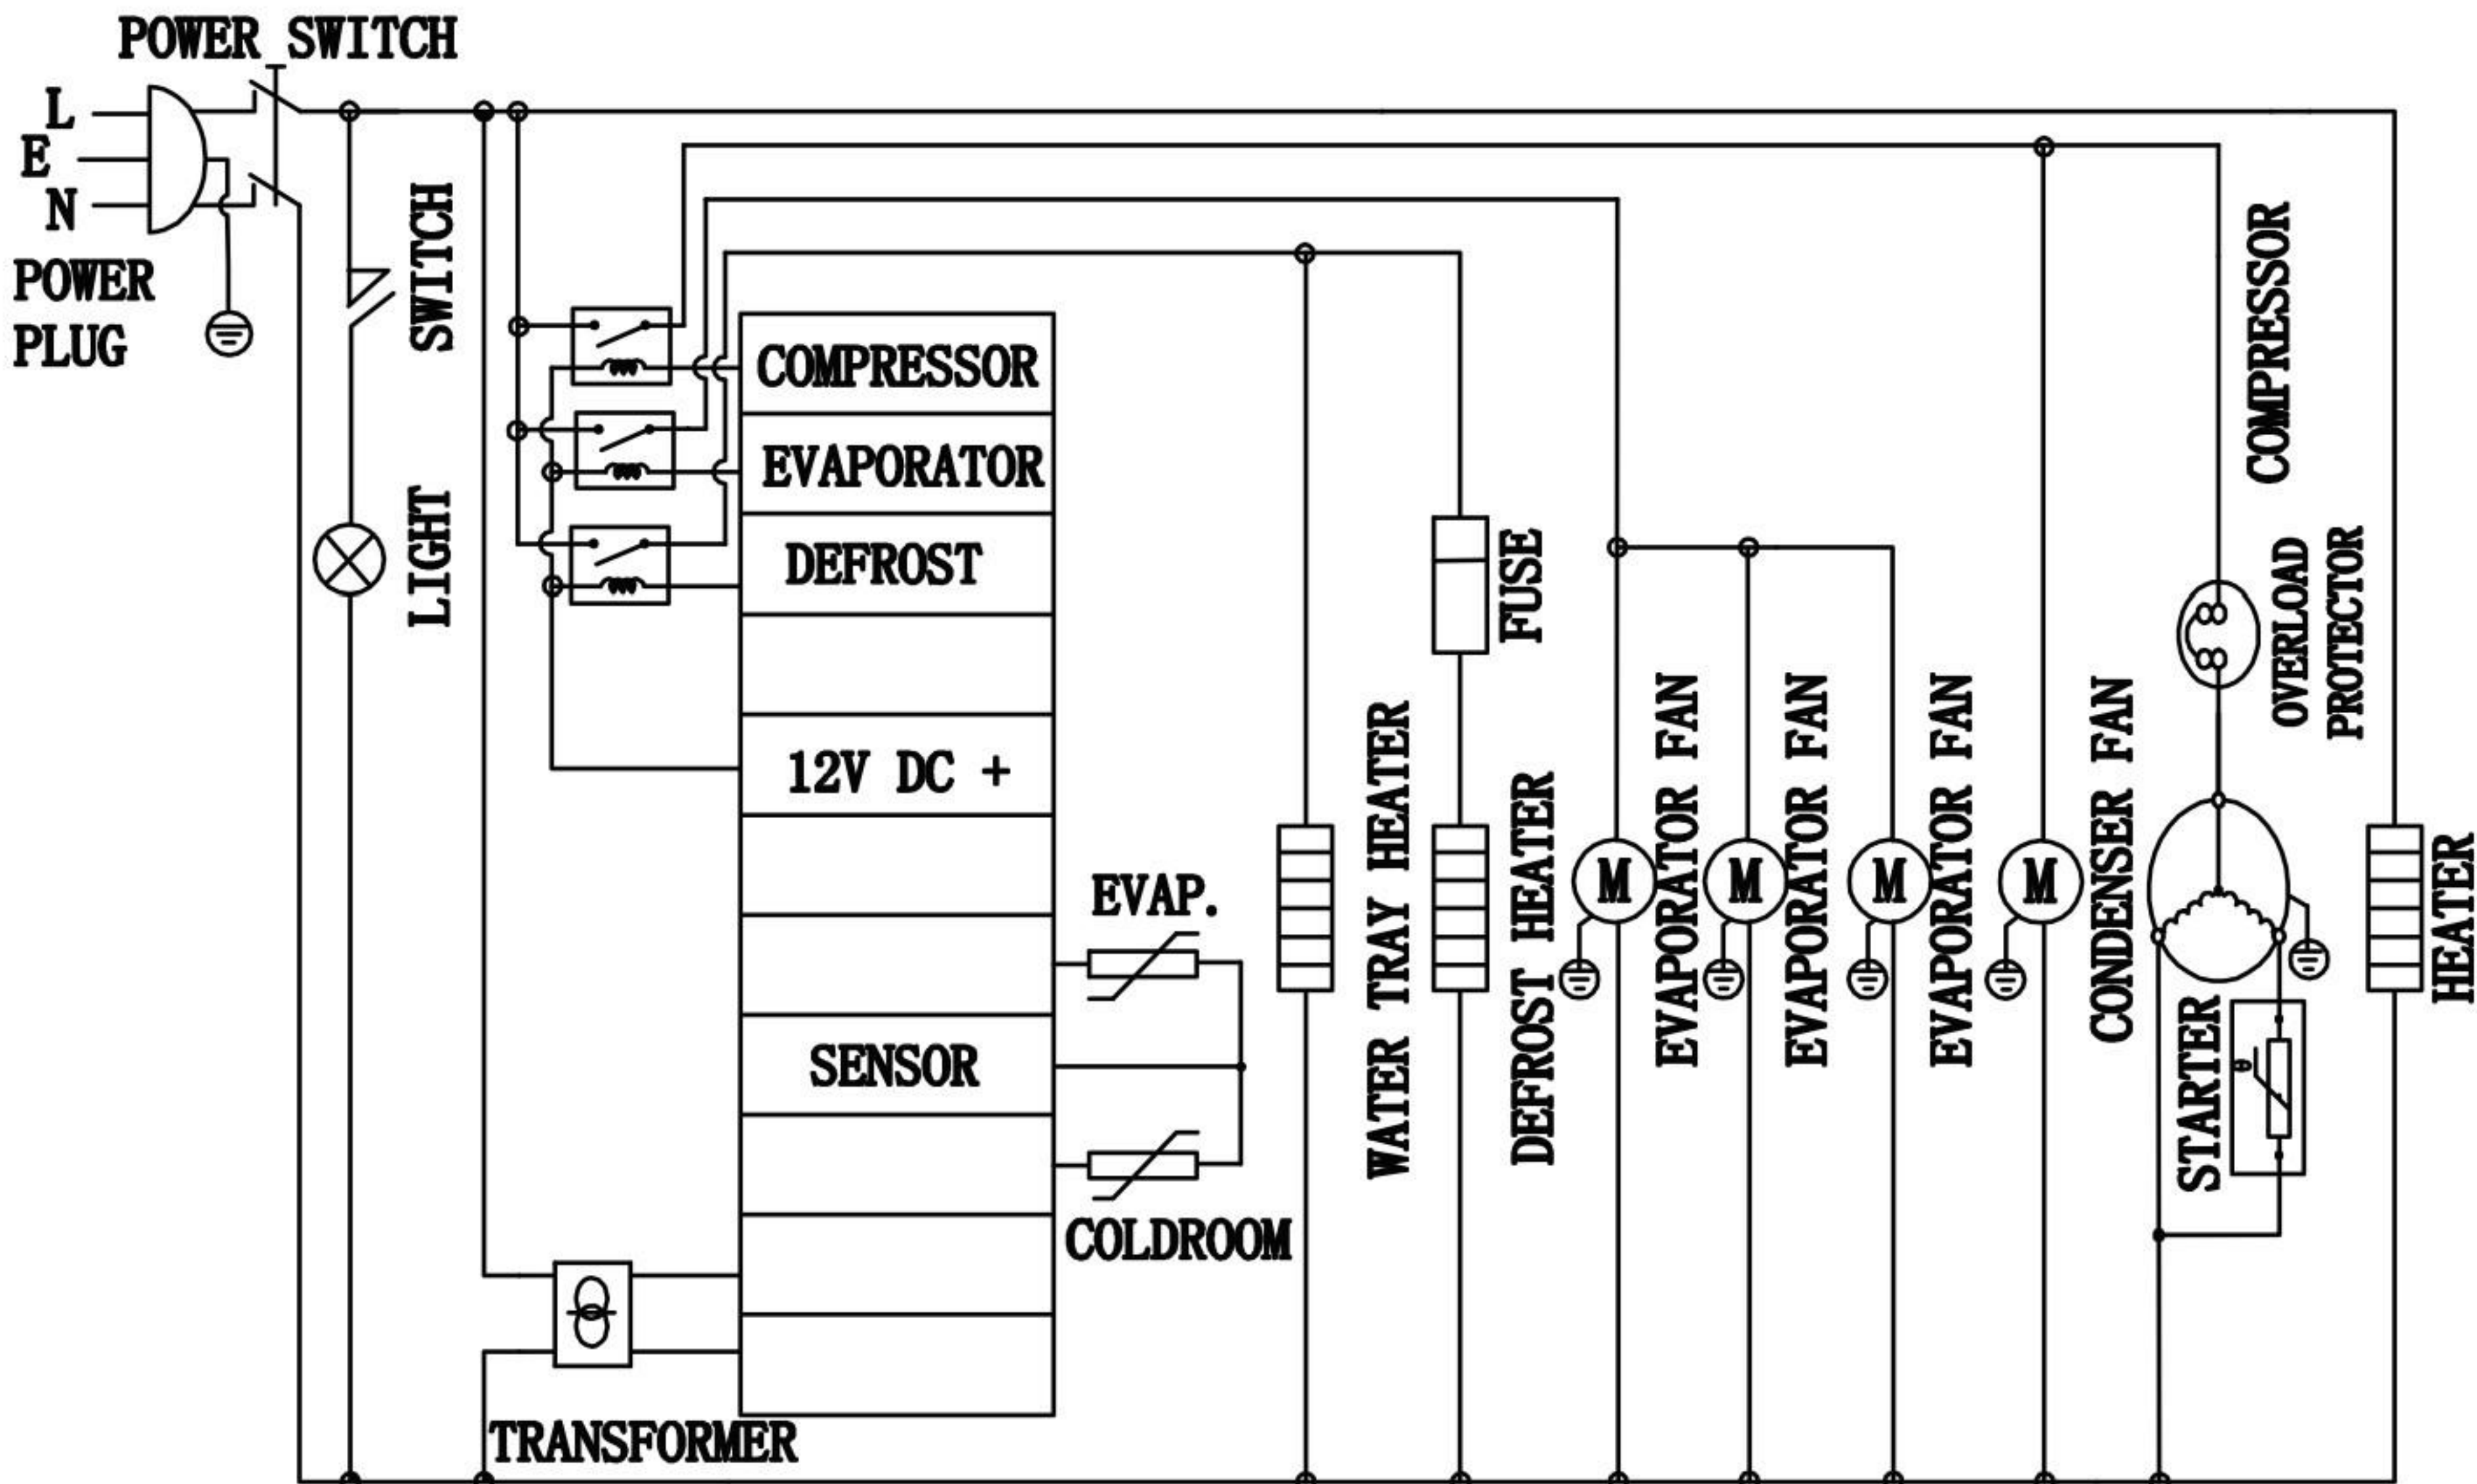 POWER SWITCH
L
E
N
POWER
PLUG
SWITCH
LIGHT
COMPRESSOR
EVAPORATOR
DEFROST
12V DC +
SENSOR
EVAP.
COLDROOM
TRANSFORMER
WATER TRAY HEATER
FUSE
DEFROST HEATER
M
EVAPORATOR FAN
M
EVAPORATOR FAN
M
EVAPORATOR FAN
M
CONDENSER FAN
COMPRESSOR
OVERLOAD
PROTECTOR
STARTER
θ
HEATER